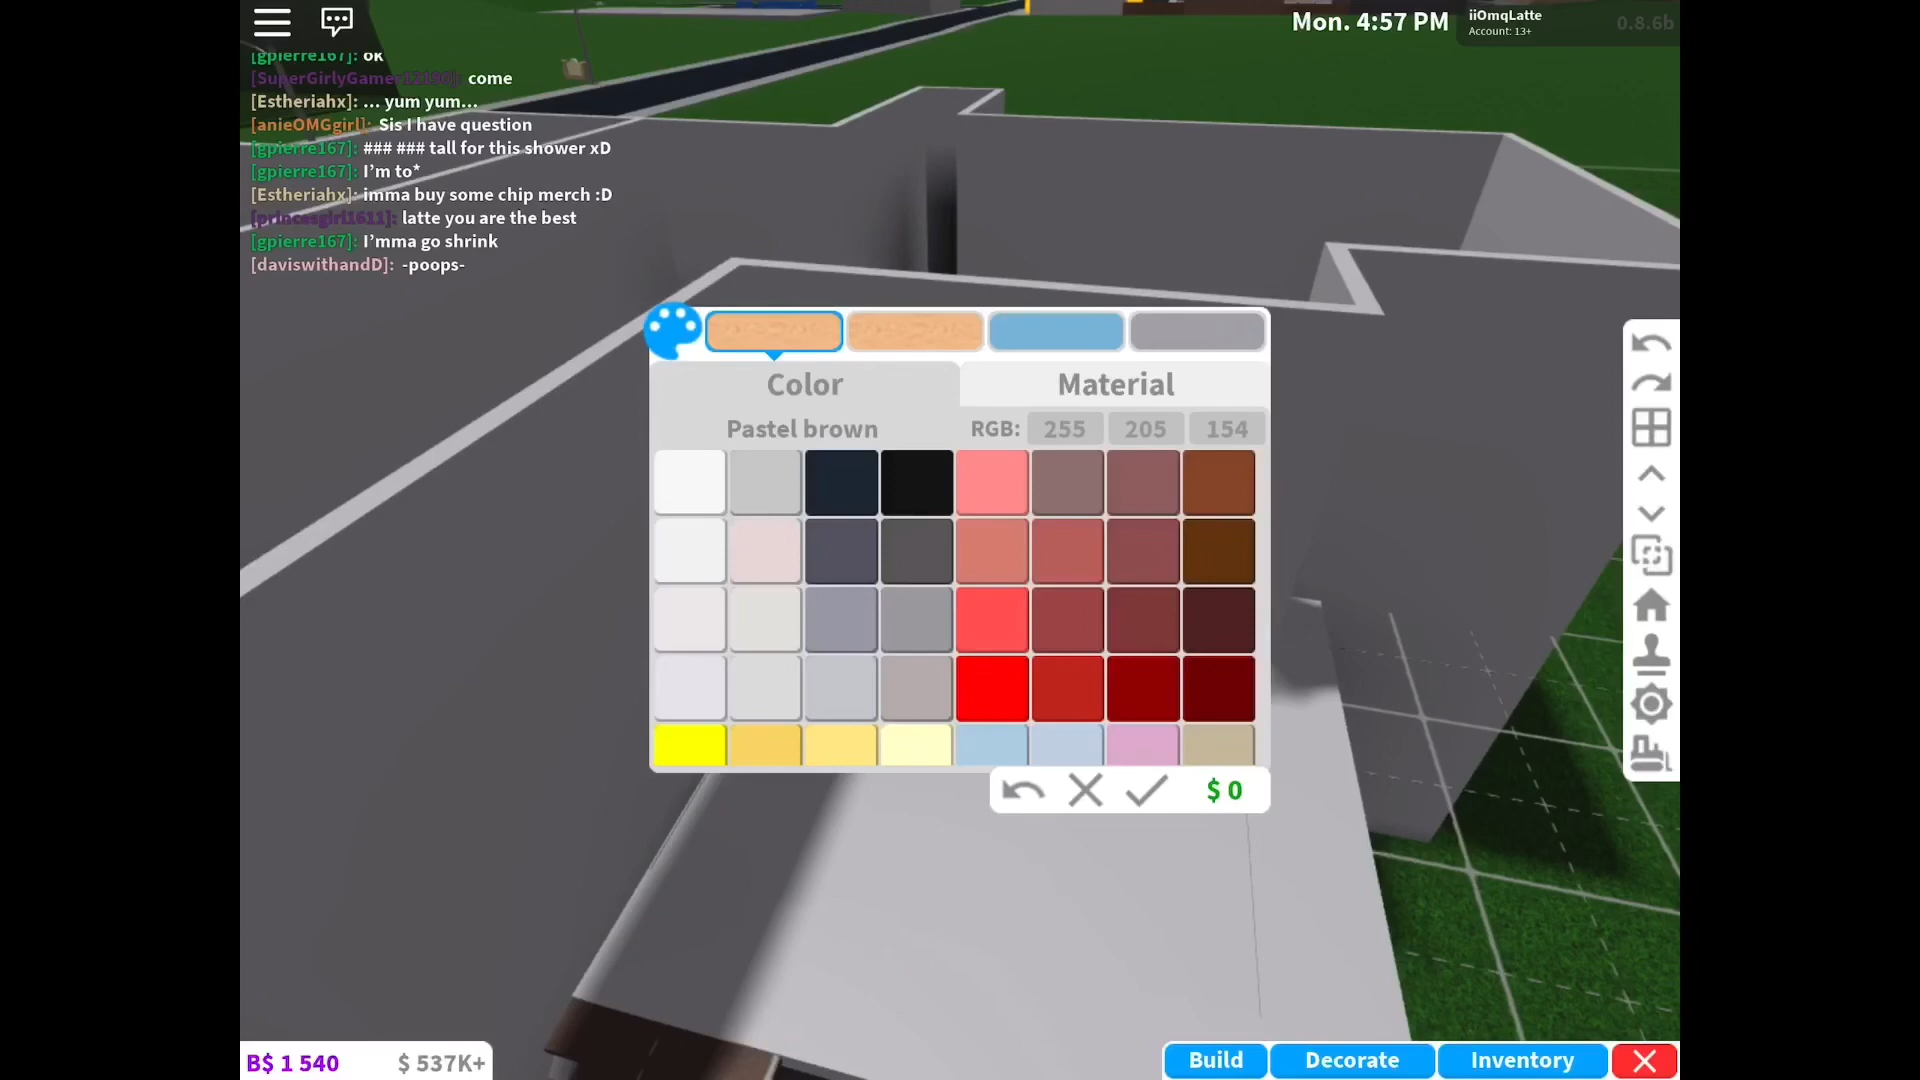 Mon. 4:57 PM
iiOmqLatte
Account: 13+
0.8.6b
[gpierre167]: ok
[SuperGirlyGamer12190]: come
[Estheriahx]: ... yum yum...
[anieOMGgirl]: Sis I have question
[gpierre167]: ### ### tall for this shower xD
[gpierre167]: I'm to*
[Estheriahx]: imma buy some chip merch :D
[princesgirl1611]: latte you are the best
[gpierre167]: I'mma go shrink
[daviswithandD]: -poops-
Color
Material
Pastel brown
RGB: 255 205 154
$ 0
B$ 1 540
$ 537K+
Build
Decorate
Inventory